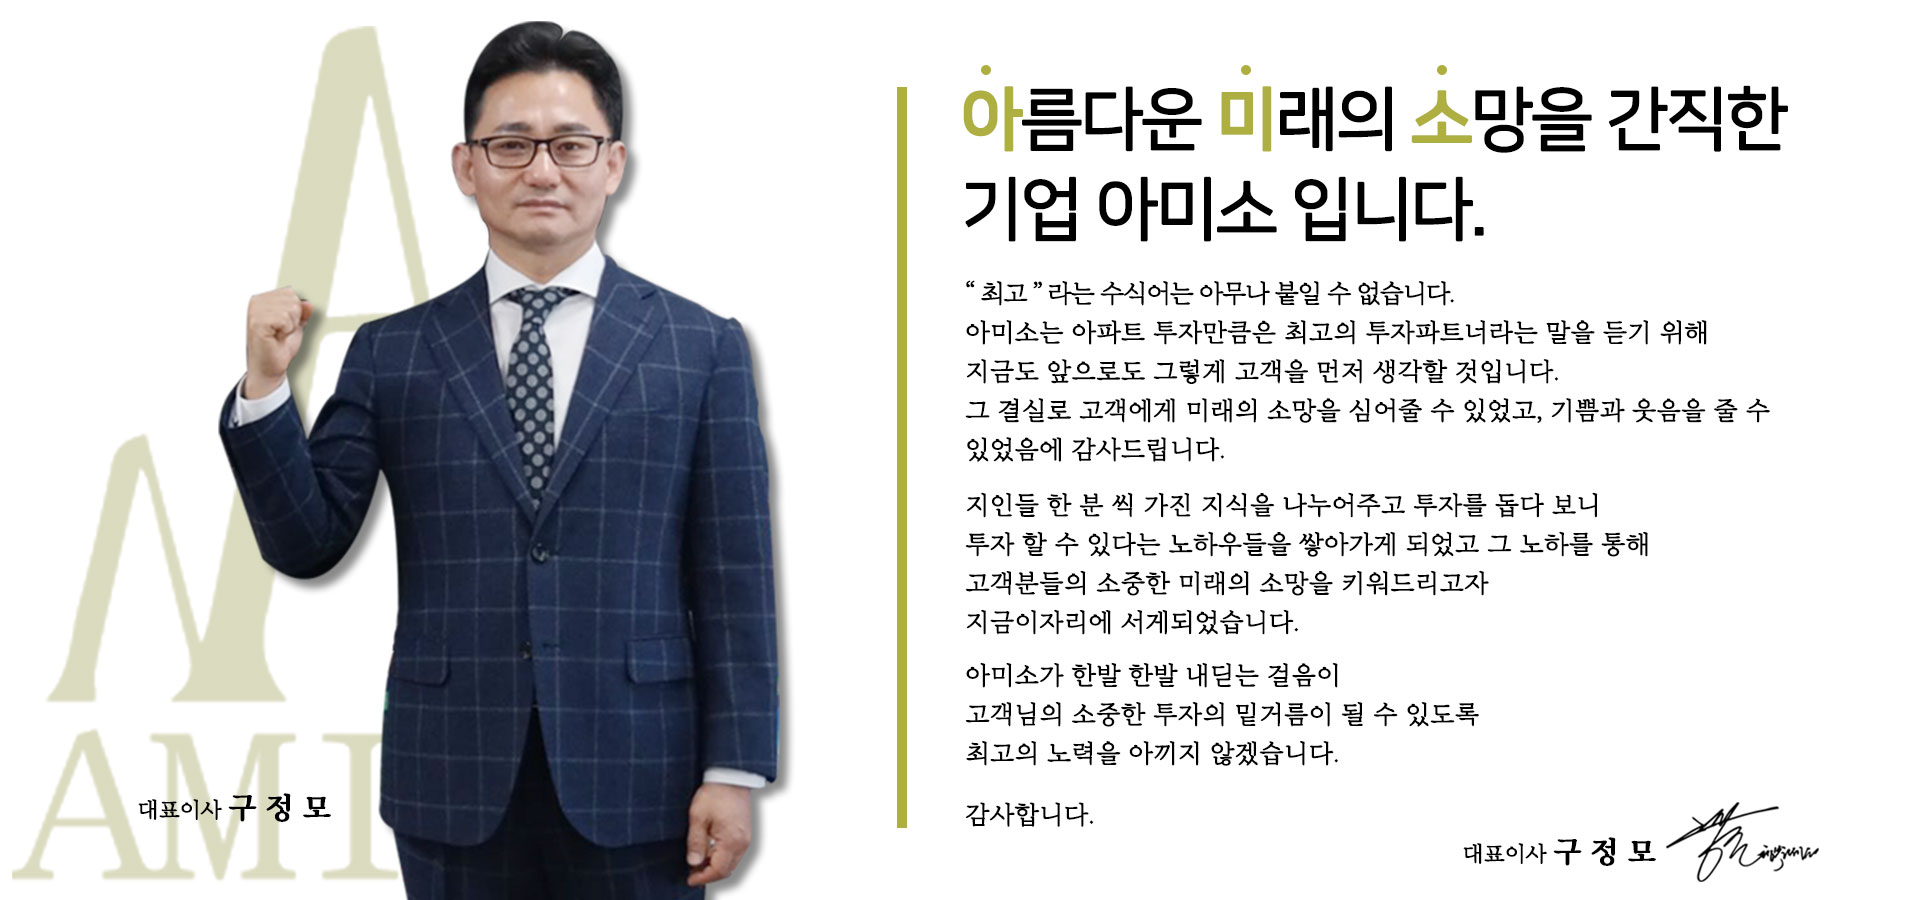 AMI
대표이사 구 정 모
아름다운 미래의 소망을 간직한
기업 아미소 입니다.
“ 최고 ” 라는 수식어는 아무나 붙일 수 없습니다.
아미소는 아파트 투자만큼은 최고의 투자파트너라는 말을 듣기 위해
지금도 앞으로도 그렇게 고객을 먼저 생각할 것입니다.
그 결실로 고객에게 미래의 소망을 심어줄 수 있었고, 기쁨과 웃음을 줄 수
있었음에 감사드립니다.
지인들 한 분 씩 가진 지식을 나누어주고 투자를 돕다 보니
투자 할 수 있다는 노하우들을 쌓아가게 되었고 그 노하를 통해
고객분들의 소중한 미래의 소망을 키워드리고자
지금이자리에 서게되었습니다.
아미소가 한발 한발 내딛는 걸음이
고객님의 소중한 투자의 밑거름이 될 수 있도록
최고의 노력을 아끼지 않겠습니다.
감사합니다.
대표이사 구 정 모